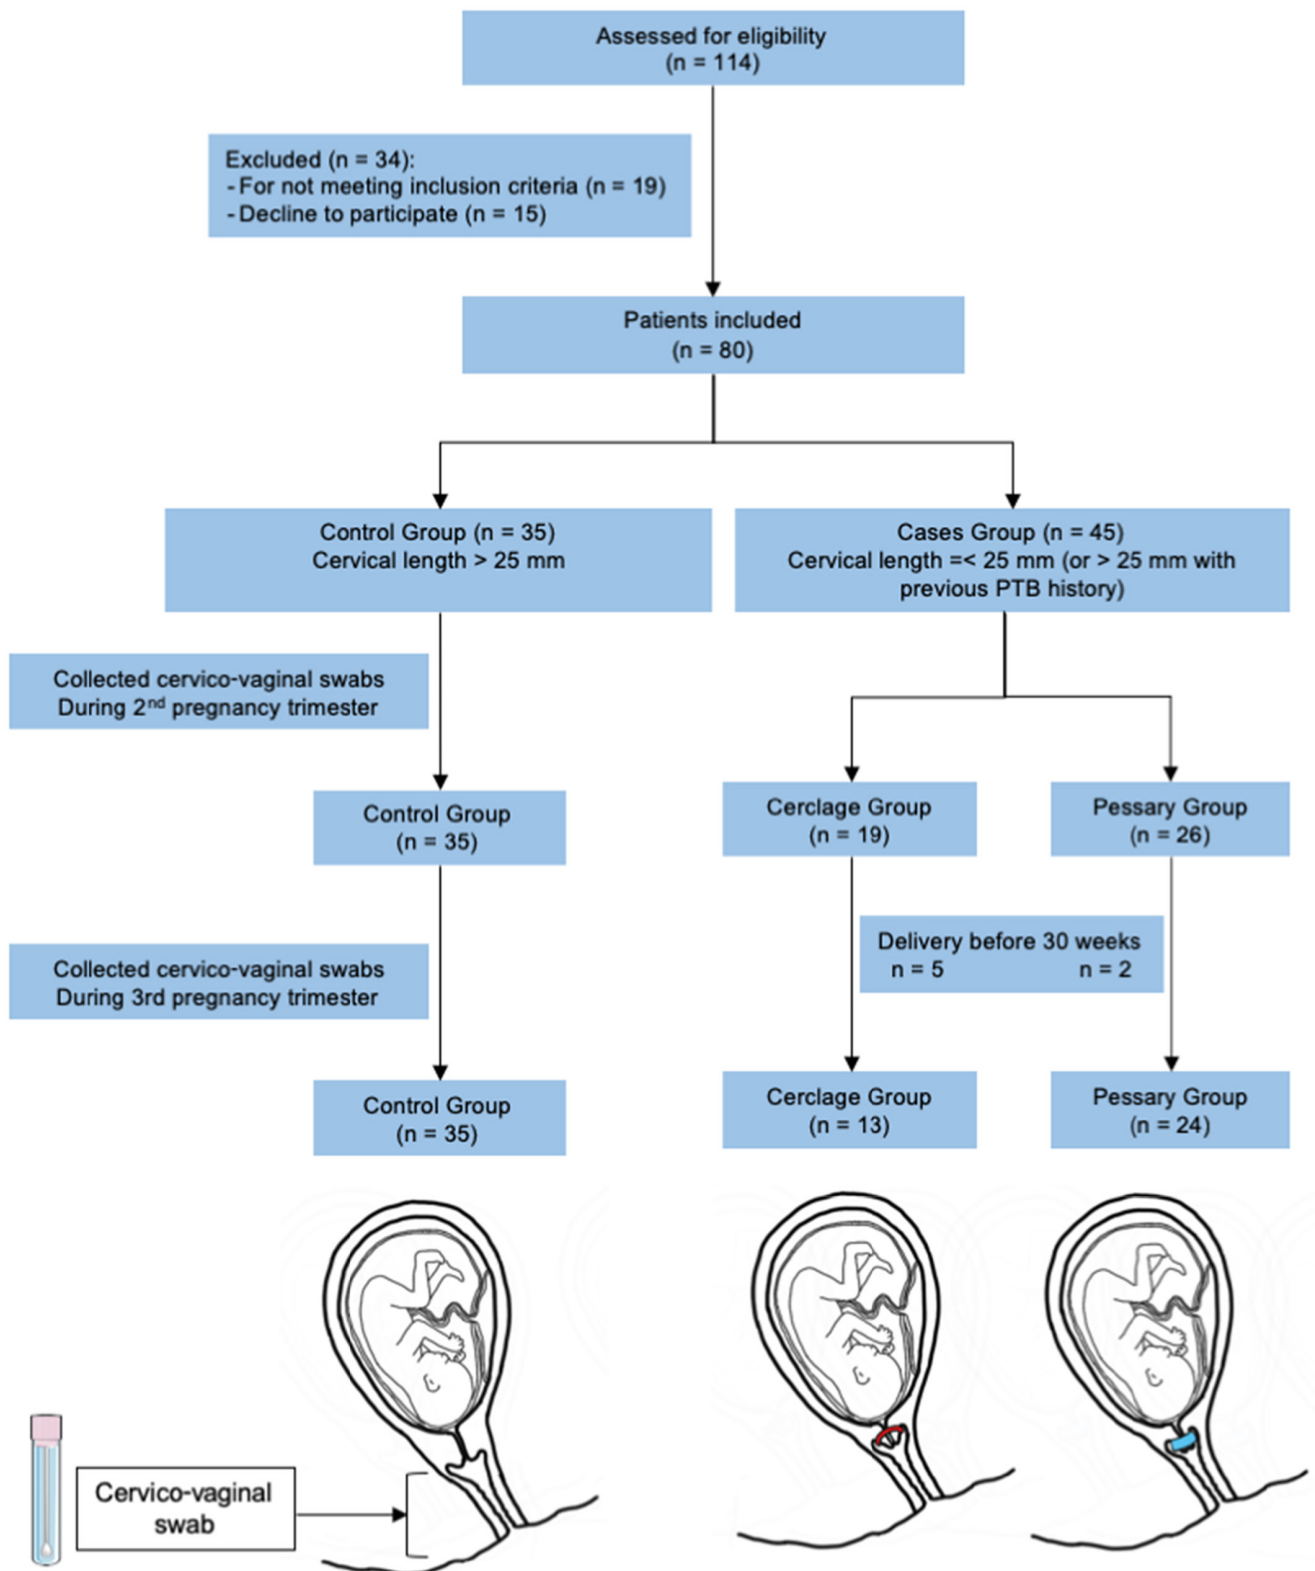 Assessed for eligibility
(n = 114)
Excluded (n = 34):
- For not meeting inclusion criteria (n = 19)
- Decline to participate (n = 15)
Patients included
(n = 80)
Control Group (n = 35)
Cervical length > 25 mm
Cases Group (n = 45)
Cervical length =< 25 mm (or > 25 mm with
previous PTB history)
Collected cervico-vaginal swabs
During 2nd pregnancy trimester
Control Group
(n = 35)
Cerclage Group
(n = 19)
Pessary Group
(n = 26)
Collected cervico-vaginal swabs
During 3rd pregnancy trimester
Delivery before 30 weeks
n = 5 n = 2
Control Group
(n = 35)
Cerclage Group
(n = 13)
Pessary Group
(n = 24)
Cervico-vaginal
swab